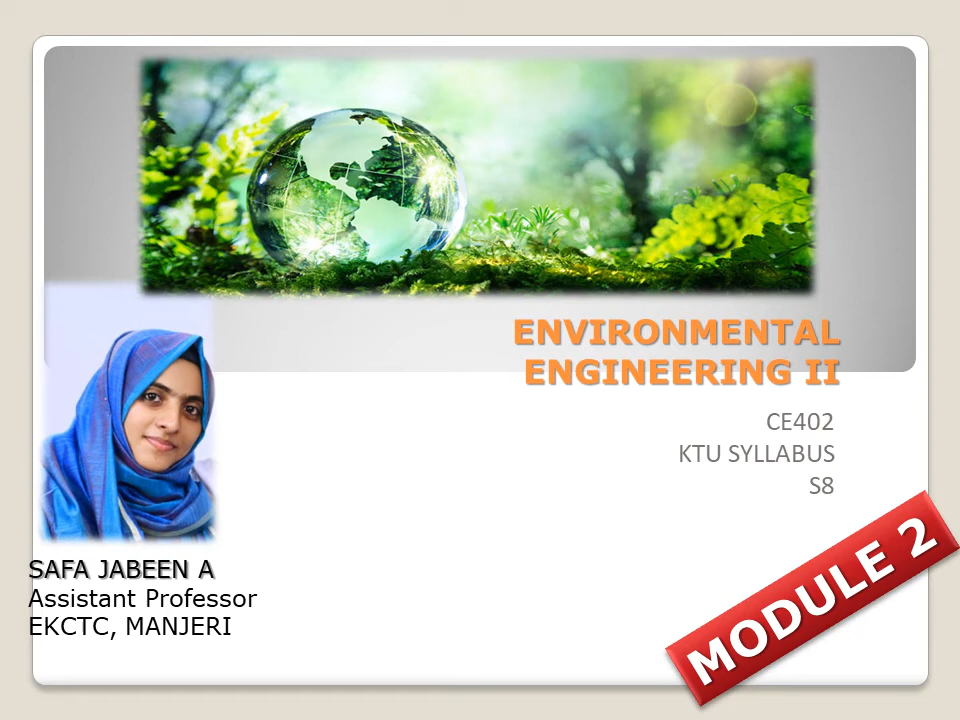 ENVIRONMENTAL
ENGINEERING II
CE402
KTU SYLLABUS
S8
SAFA JABEEN A
Assistant Professor
EKCTC, MANJERI
MODULE 2